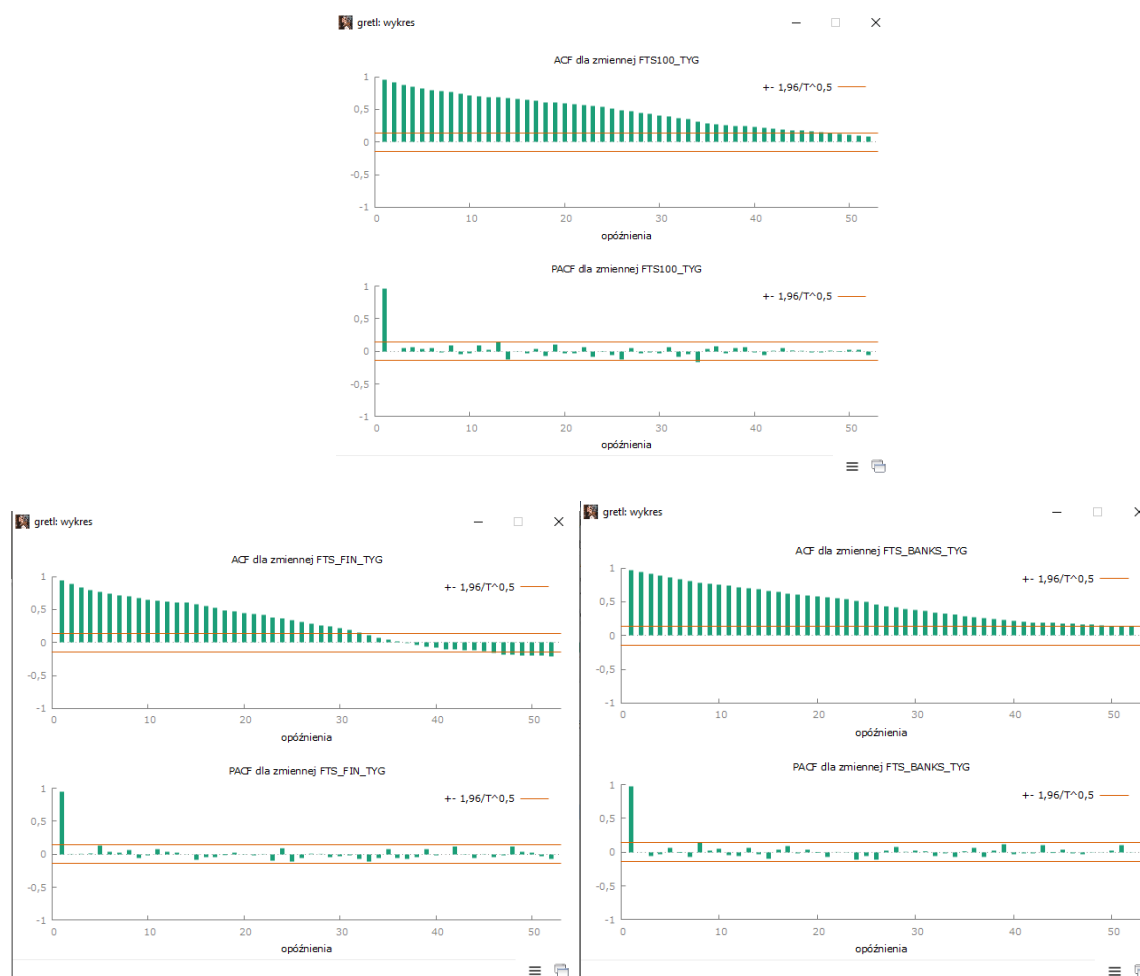 gretl: wykres
ACF dla zmiennej FTS100_TYG
+- 1,96/T^0,5
1
0,5
0
-0,5
-1
0 10 20 30 40 50
opóźnienia
PACF dla zmiennej FTS100_TYG
+- 1,96/T^0,5
1
0,5
0
-0,5
-1
0 10 20 30 40 50
opóźnienia
gretl: wykres
ACF dla zmiennej FTS_FIN_TYG
+- 1,96/T^0,5
1
0,5
0
-0,5
-1
0 10 20 30 40 50
opóźnienia
PACF dla zmiennej FTS_FIN_TYG
+- 1,96/T^0,5
1
0,5
0
-0,5
-1
0 10 20 30 40 50
opóźnienia
gretl: wykres
ACF dla zmiennej FTS_BANKS_TYG
+- 1,96/T^0,5
1
0,5
0
-0,5
-1
0 10 20 30 40 50
opóźnienia
PACF dla zmiennej FTS_BANKS_TYG
+- 1,96/T^0,5
1
0,5
0
-0,5
-1
0 10 20 30 40 50
opóźnienia